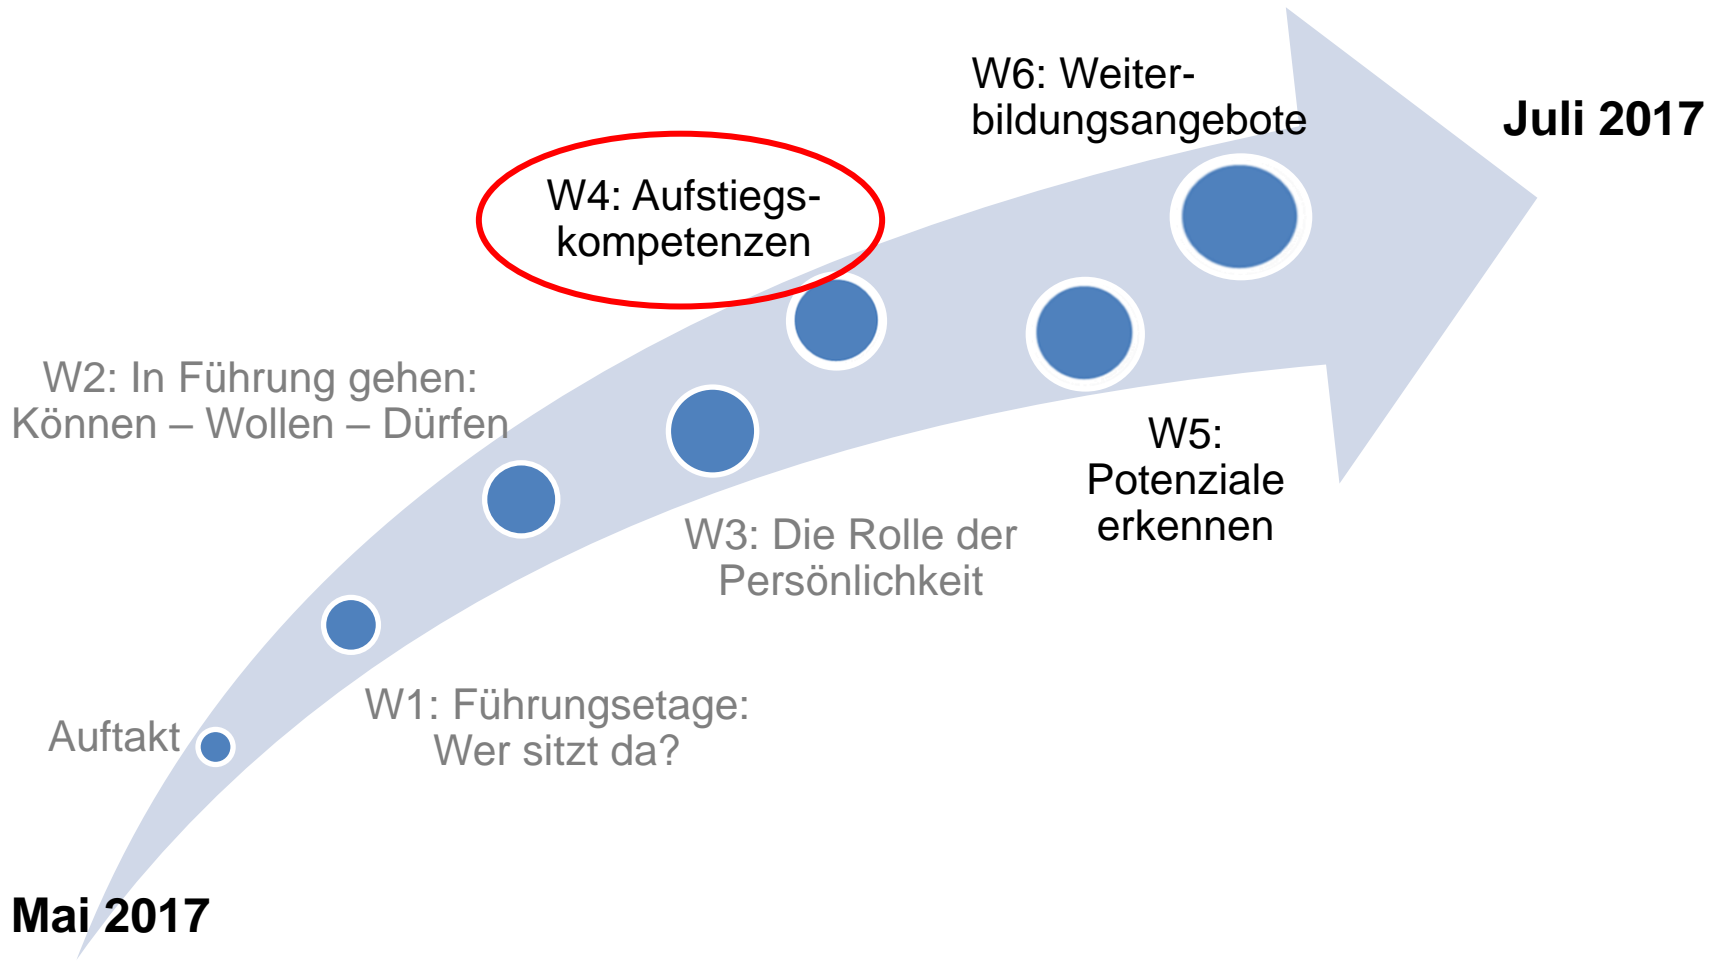 Mai 2017
Auftakt
W1: Führungsetage:
Wer sitzt da?
W2: In Führung gehen:
Können – Wollen – Dürfen
W3: Die Rolle der
Persönlichkeit
W4: Aufstiegs-
kompetenzen
W5:
Potenziale
erkennen
W6: Weiter-
bildungsangebote
Juli 2017